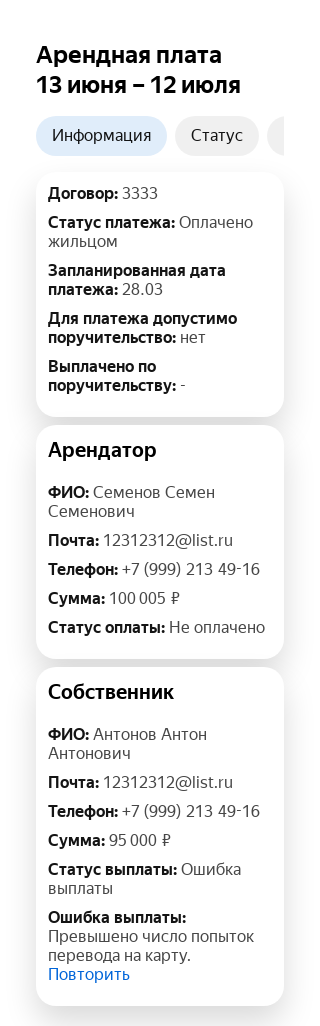 Арендная плата
13 июня – 12 июля
Информация
Статус
Договор: 3333
Статус платежа: Оплачено
жильцом
Запланированная дата
платежа: 28.03
Для платежа допустимо
поручительство: нет
Выплачено по
поручительству: -
Арендатор
ФИО: Семенов Семен
Семенович
Почта: 12312312@list.ru
Телефон: +7 (999) 213 49-16
Сумма: 100 005 ₽
Статус оплаты: Не оплачено
Собственник
ФИО: Антонов Антон
Антонович
Почта: 12312312@list.ru
Телефон: +7 (999) 213 49-16
Сумма: 95 000 ₽
Статус выплаты: Ошибка
выплаты
Ошибка выплаты:
Превышено число попыток
перевода на карту.
Повторить